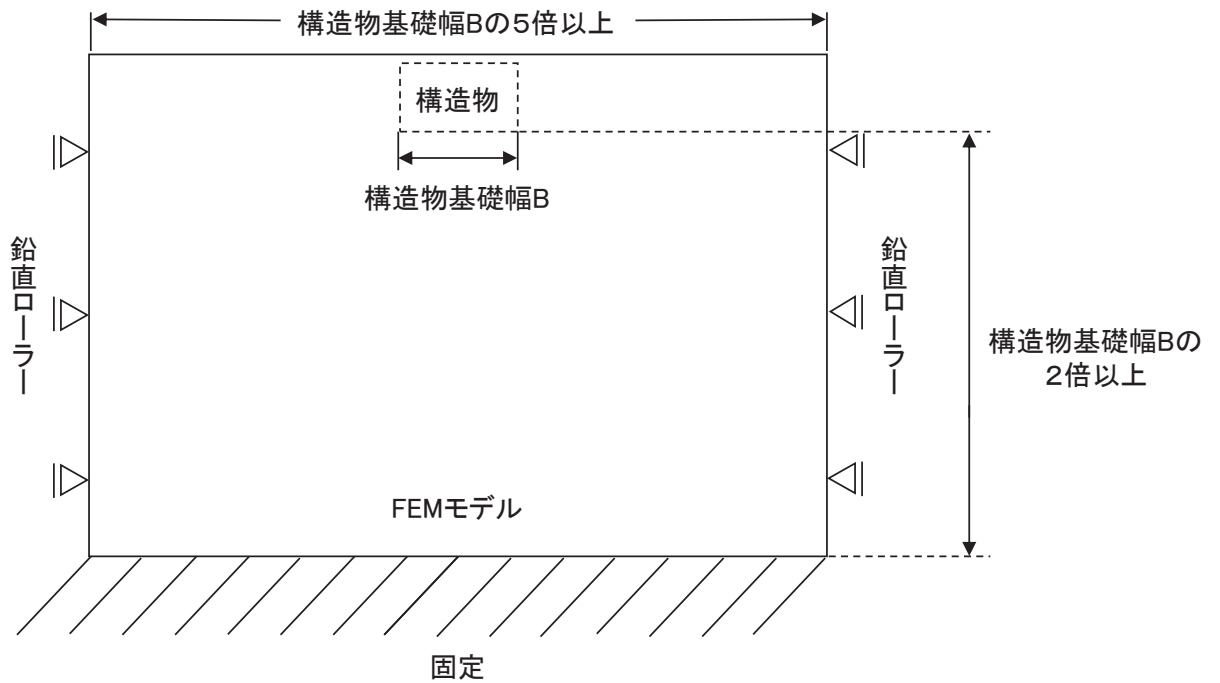 構造物基礎幅Bの5倍以上
構造物
構造物基礎幅B
鉛直ローラー
鉛直ローラー
構造物基礎幅Bの
2倍以上
FEMモデル
固定